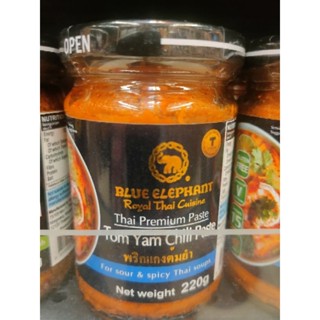 OPEN
BLUE ELEPHANT
Royal Thai Cuisine
Thai Premium Paste
Tom Yam Chili Paste
พริกแกงต้มยำ
For sour & spicy Thai soups
Net weight 220g
NUTRITION